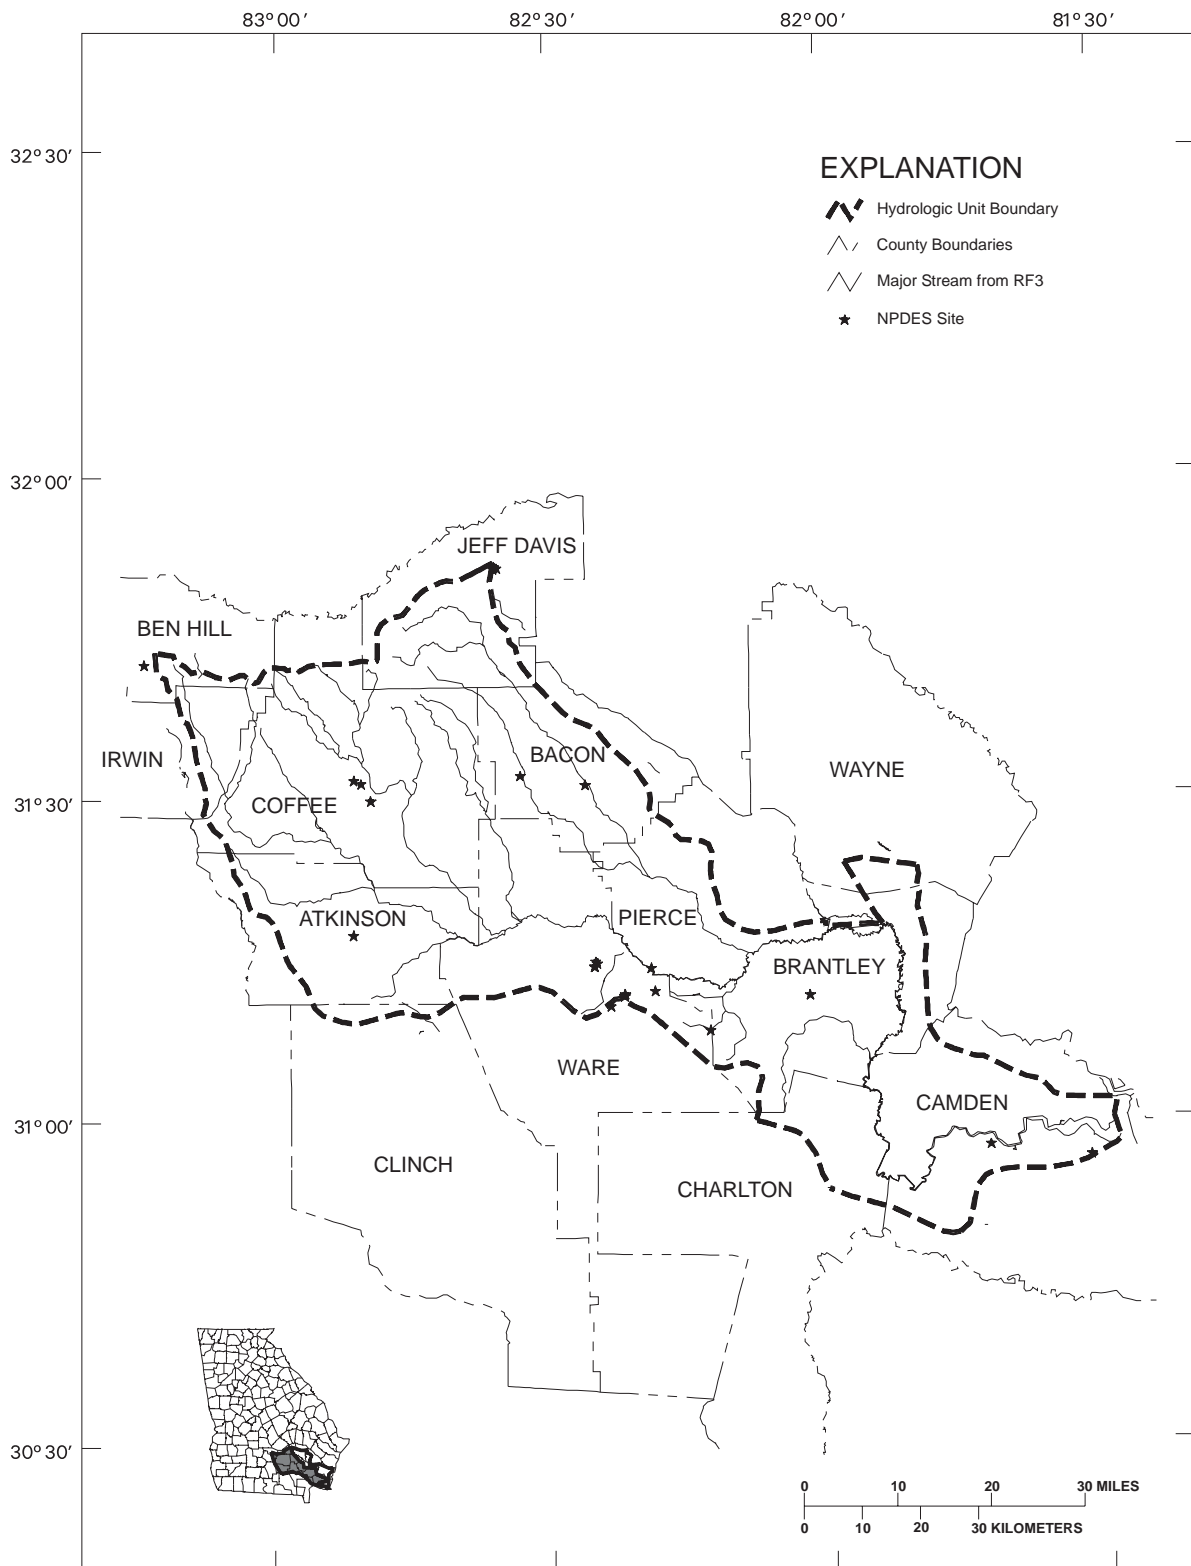 83°00′ 82°30′ 82°00′ 81°30′
32°30′
EXPLANATION
Hydrologic Unit Boundary
County Boundaries
Major Stream from RF3
NPDES Site
32°00′
JEFF DAVIS
BEN HILL
IRWIN
BACON
WAYNE
31°30′
COFFEE
ATKINSON
PIERCE
BRANTLEY
WARE
CAMDEN
31°00′
CLINCH
CHARLTON
30°30′
0 10 20 30 MILES
0 10 20 30 KILOMETERS